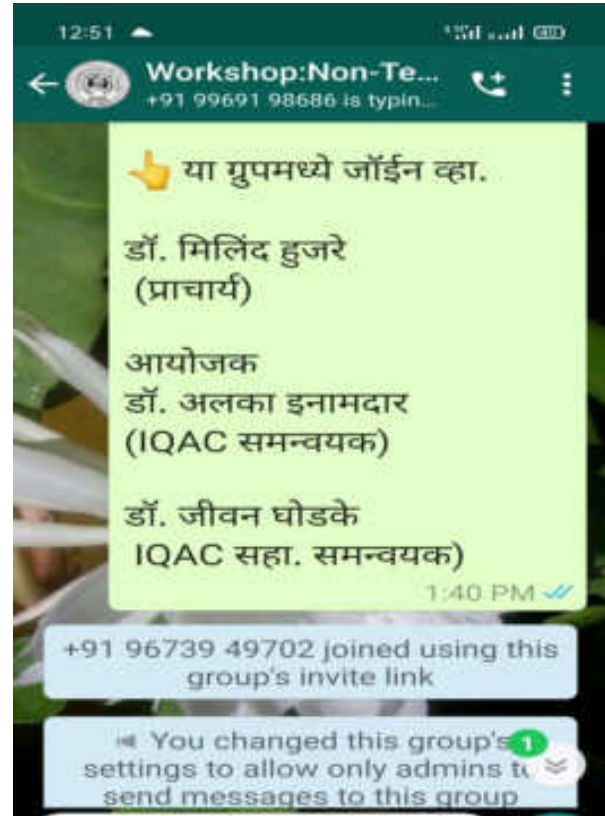 12:51
Workshop:Non-Te...
+91 99691 98686 is typin...
👆 या ग्रुपमध्ये जॉईन व्हा.
डॉ. मिलिंद हुजरे
(प्राचार्य)
आयोजक
डॉ. अलका इनामदार
(IQAC समन्वयक)
डॉ. जीवन घोडके
IQAC सहा. समन्वयक)
1:40 PM
+91 96739 49702 joined using this
group's invite link
You changed this group's
1
settings to allow only admins to
send messages to this group